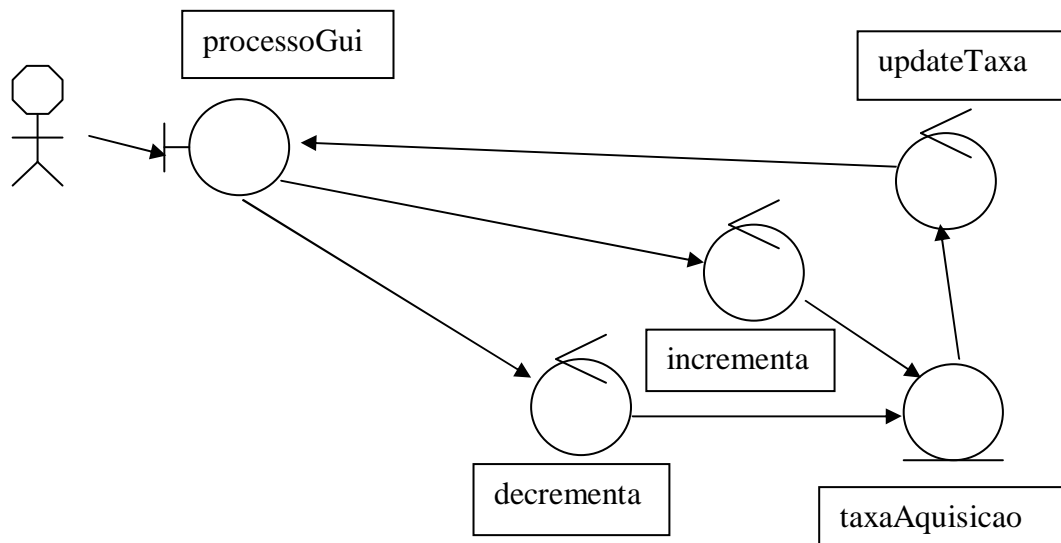 processoGui
updateTaxa
incrementa
decrementa
taxaAquisicao